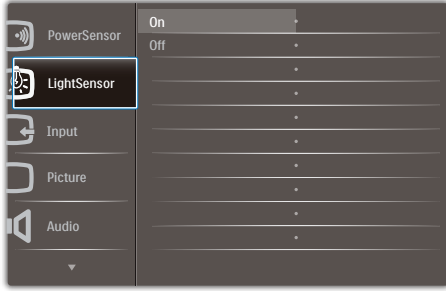 PowerSensor
LightSensor
Input
Picture
Audio
On
Off